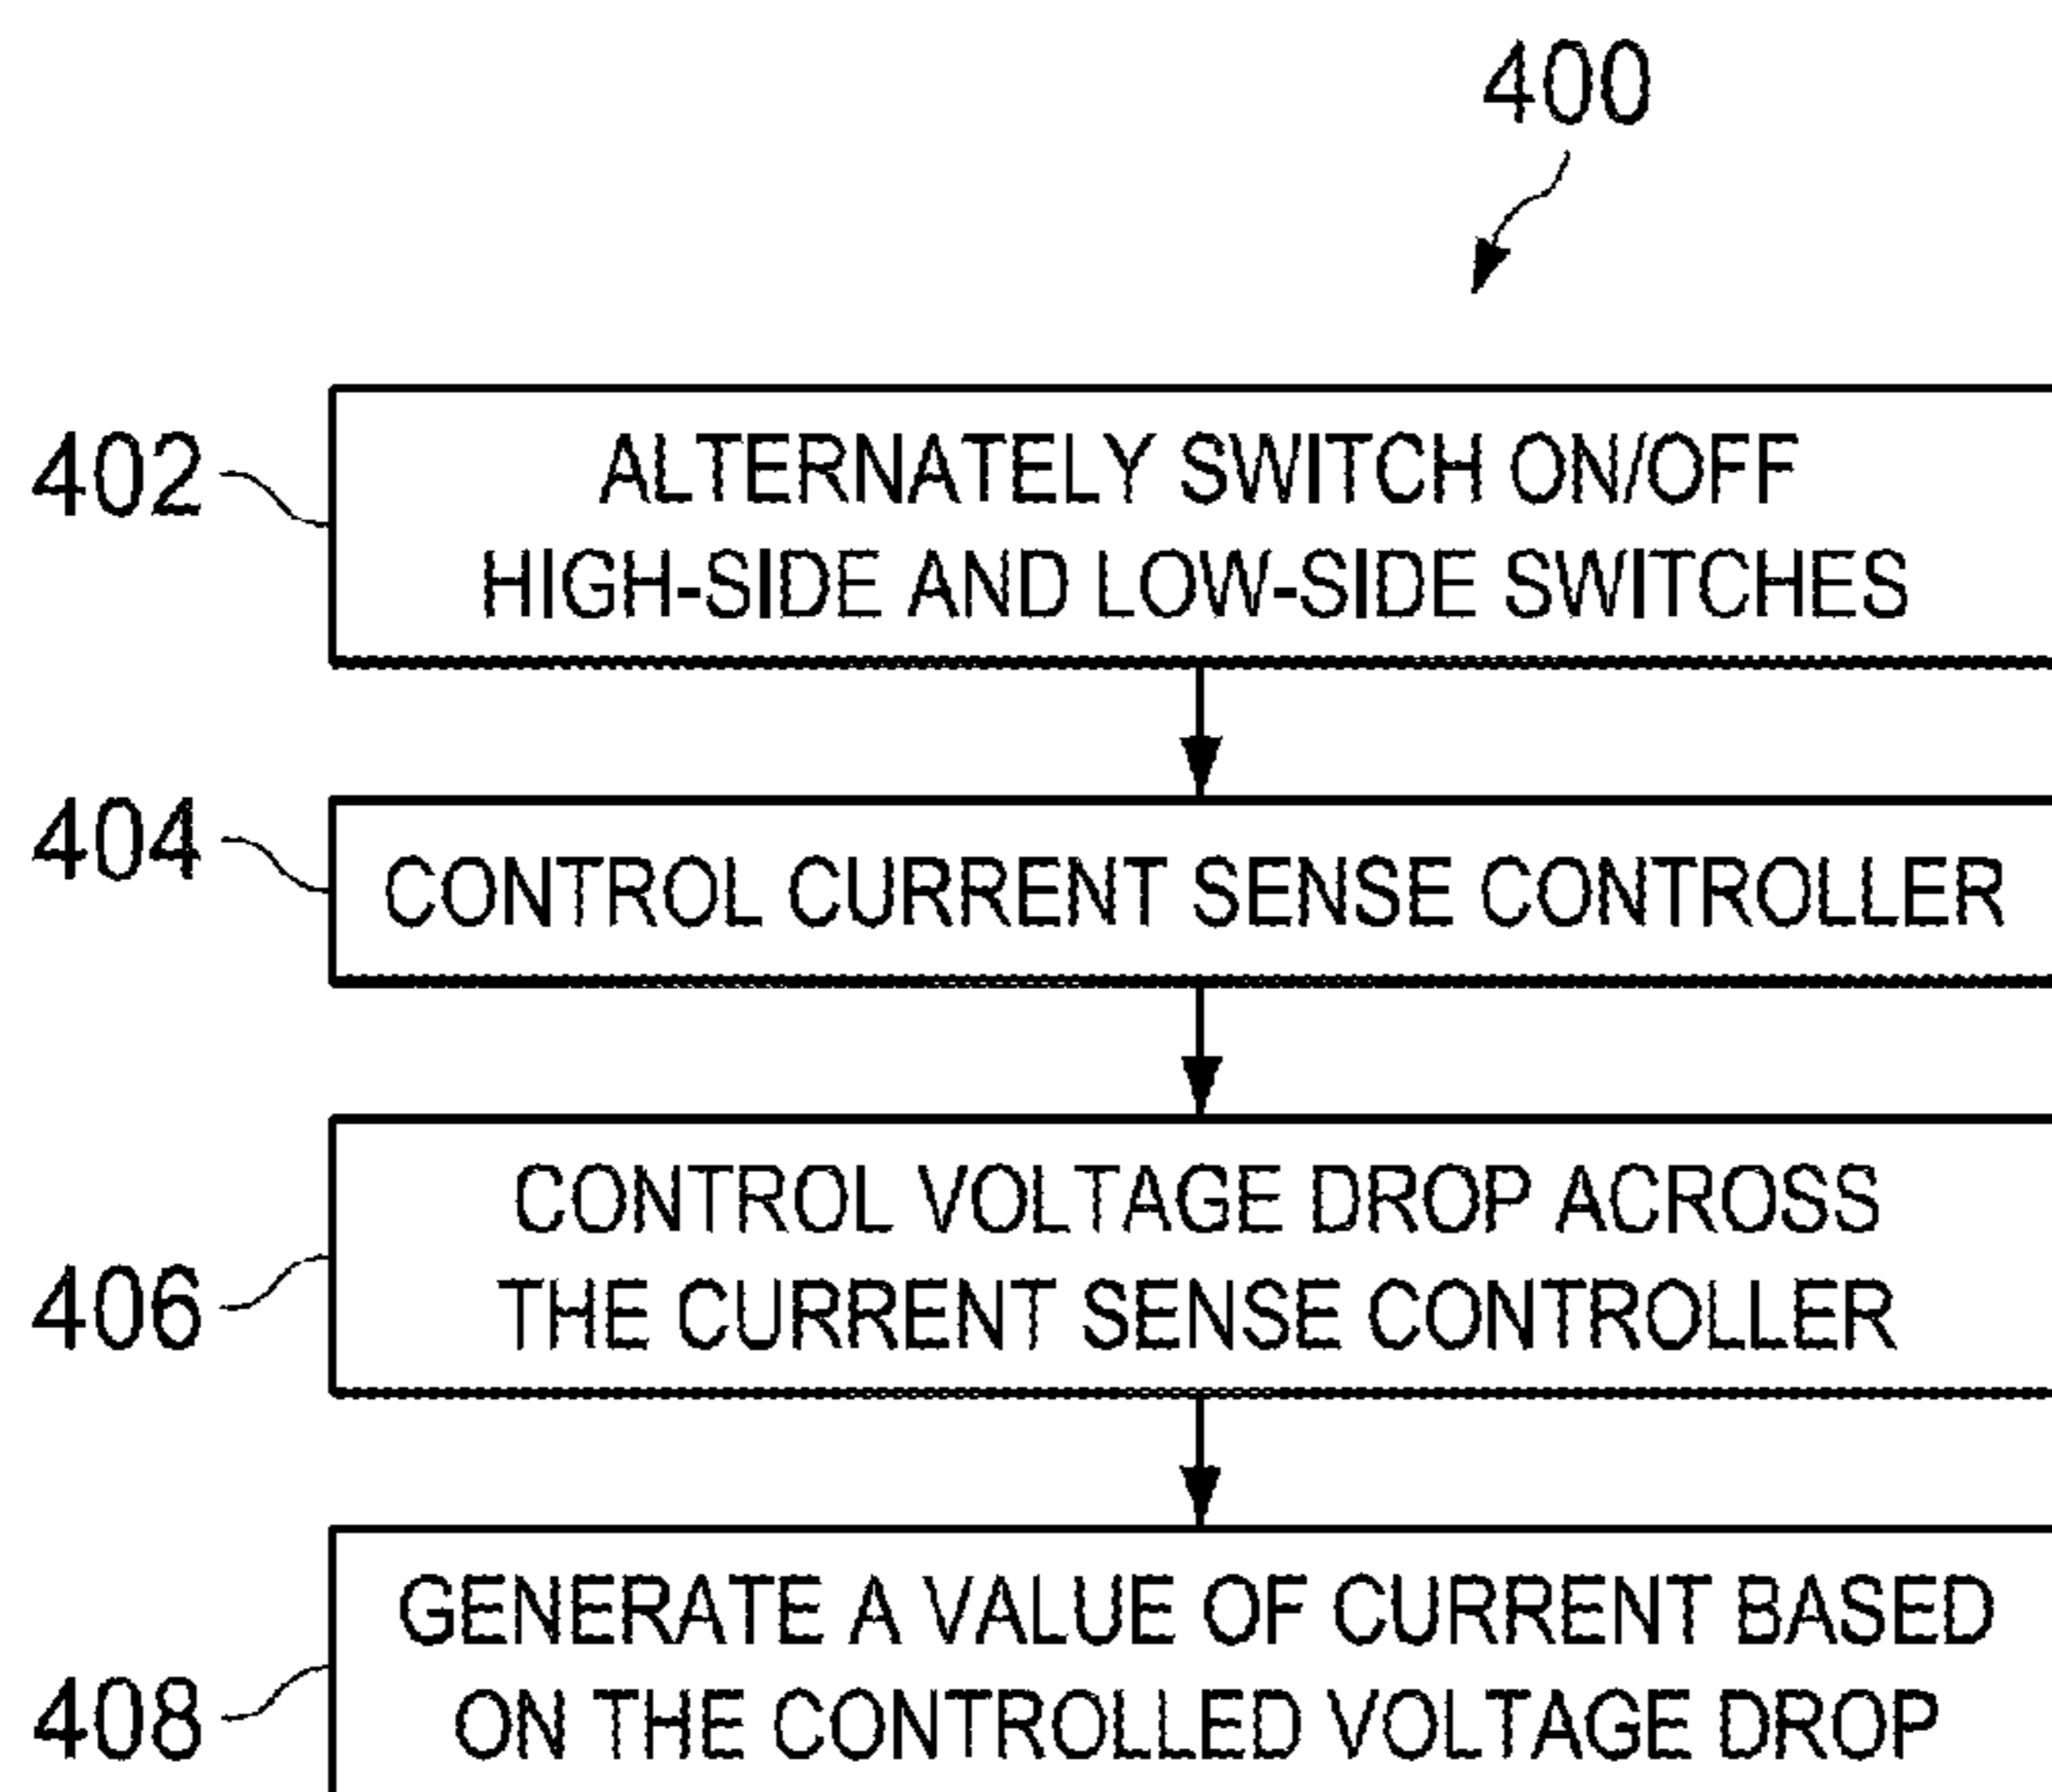 400
402
ALTERNATELY SWITCH ON/OFF
HIGH-SIDE AND LOW-SIDE SWITCHES
404
CONTROL CURRENT SENSE CONTROLLER
406
CONTROL VOLTAGE DROP ACROSS
THE CURRENT SENSE CONTROLLER
408
GENERATE A VALUE OF CURRENT BASED
ON THE CONTROLLED VOLTAGE DROP